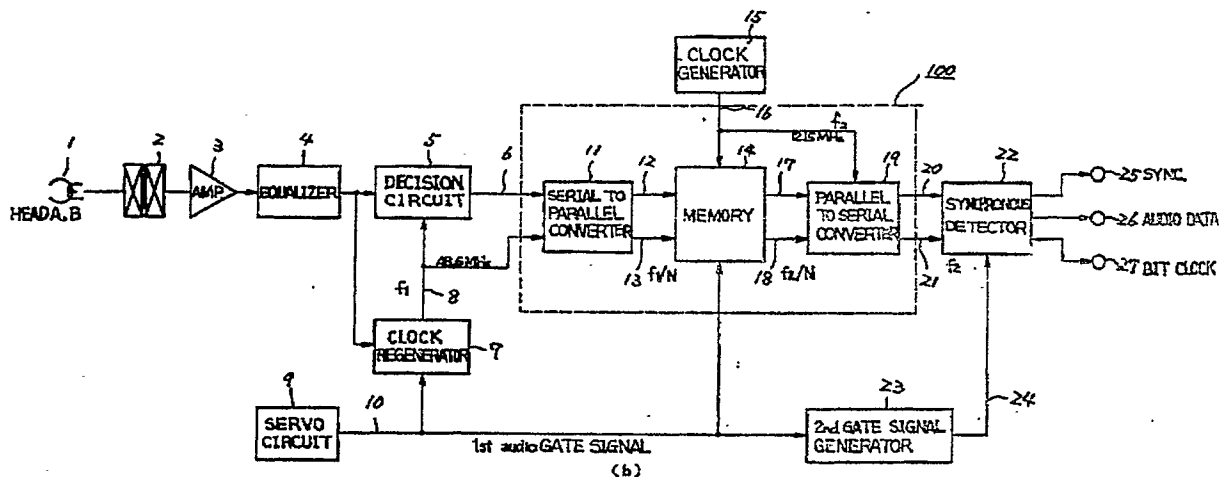 15
CLOCK
GENERATOR
100
16
f2
12.15 MHz
1
HEAD A, B
2
3
AMP
4
EQUALIZER
5
DECISION
CIRCUIT
6
11
SERIAL TO
PARALLEL
CONVERTER
12
13
f1/N
14
MEMORY
17
18
f2/N
19
PARALLEL
TO SERIAL
CONVERTER
20
21
f2
22
SYNCHRONOUS
DETECTOR
25 SYNC.
26 AUDIO DATA
27 BIT CLOCK
48.6MHz
f1
8
CLOCK
REGENERATOR
7
9
SERVO
CIRCUIT
10
1st audio GATE SIGNAL
23
2nd GATE SIGNAL
GENERATOR
24
(b)